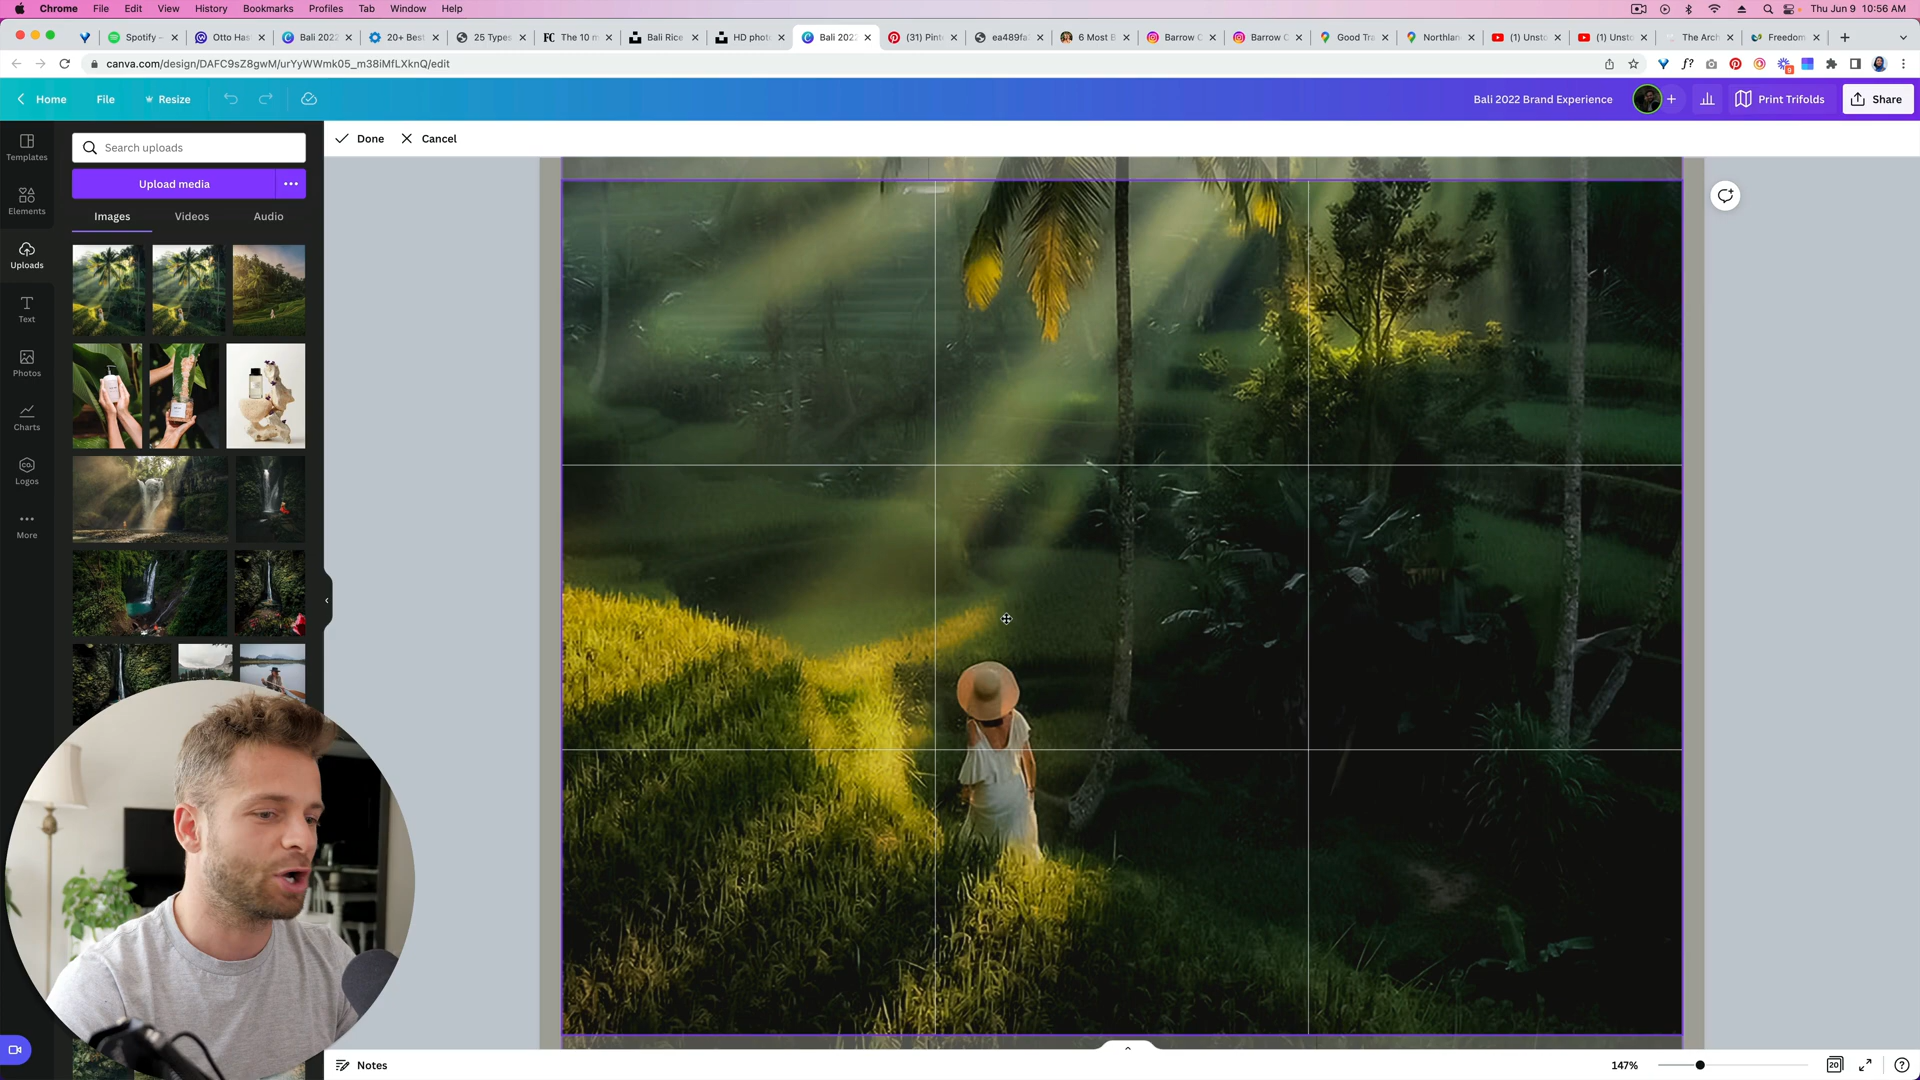 Chrome File Edit View History Bookmarks Profiles Tab Window Help
Thu Jun 9 10:56 AM
Spotify –
Otto Has
Bali 2022
20+ Best
25 Types
FC The 10 m
Bali Rice
HD phot
Bali 2022
(31) Pint
ea489fa
6 Most B
Barrow C
Barrow C
Good Tra
Northlan
(1) Unsto
(1) Unsto
The Arch
Freedom
canva.com/design/DAFC9sZ8gwM/urYyWWmk05_m38iMfLXknQ/edit
Home
File
Resize
Bali 2022 Brand Experience
Print Trifolds
Share
Templates
Elements
Uploads
Text
Photos
Charts
CO.
Logos
More
Search uploads
Upload media
Images
Videos
Audio
Done
Cancel
Notes
147%
20